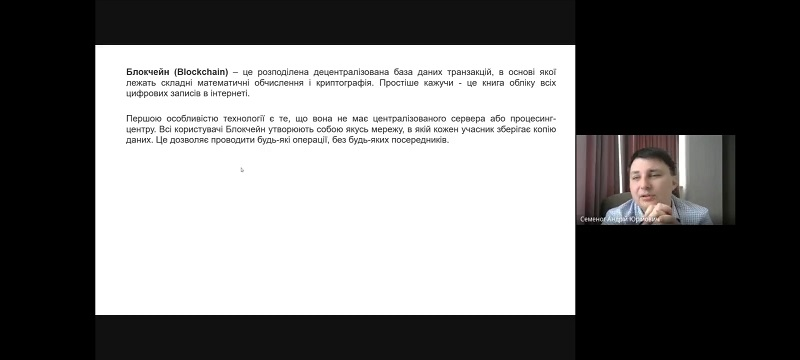 Блокчейн (Blockchain) – це розподілена децентралізована база даних транзакцій, в основі якої
лежать складні математичні обчислення і криптографія. Простіше кажучи - це книга обліку всіх
цифрових записів в інтернеті.
Першою особливістю технології є те, що вона не має централізованого сервера або процесинг-
центру. Всі користувачі Блокчейн утворюють собою якусь мережу, в якій кожен учасник зберігає копію
даних. Це дозволяє проводити будь-які операції, без будь-яких посередників.
Семеног Андрій Юрійович